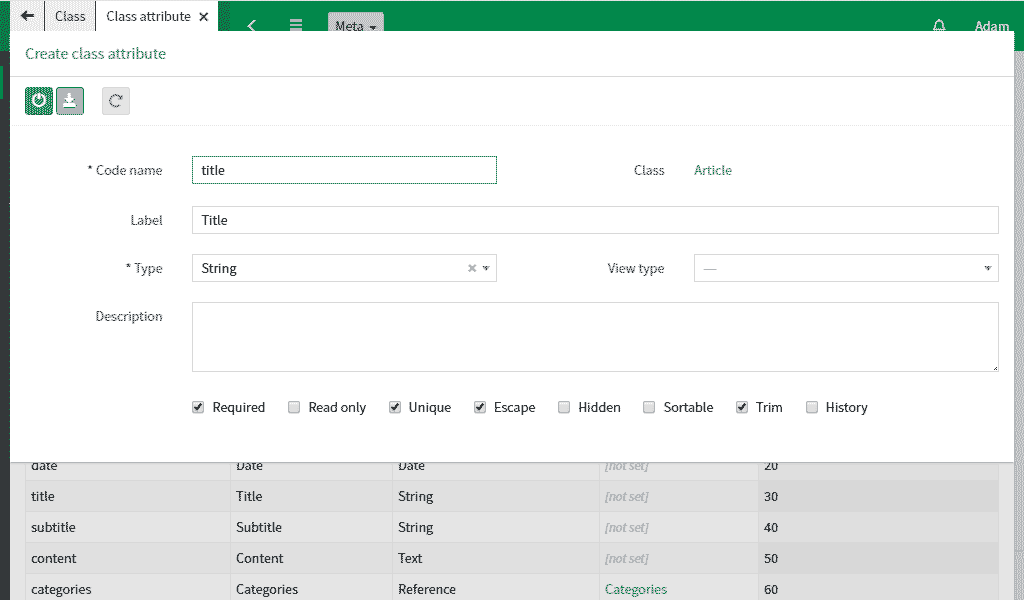 Class Class attribute
Meta Adam
Create class attribute
* Code name title Class Article
Label Title
* Type String View type —
Description
Required Read only Unique Escape Hidden Sortable Trim History
date Date Date [not set] 20
title Title String [not set] 30
subtitle Subtitle String [not set] 40
content Content Text [not set] 50
categories Categories Reference Categories 60